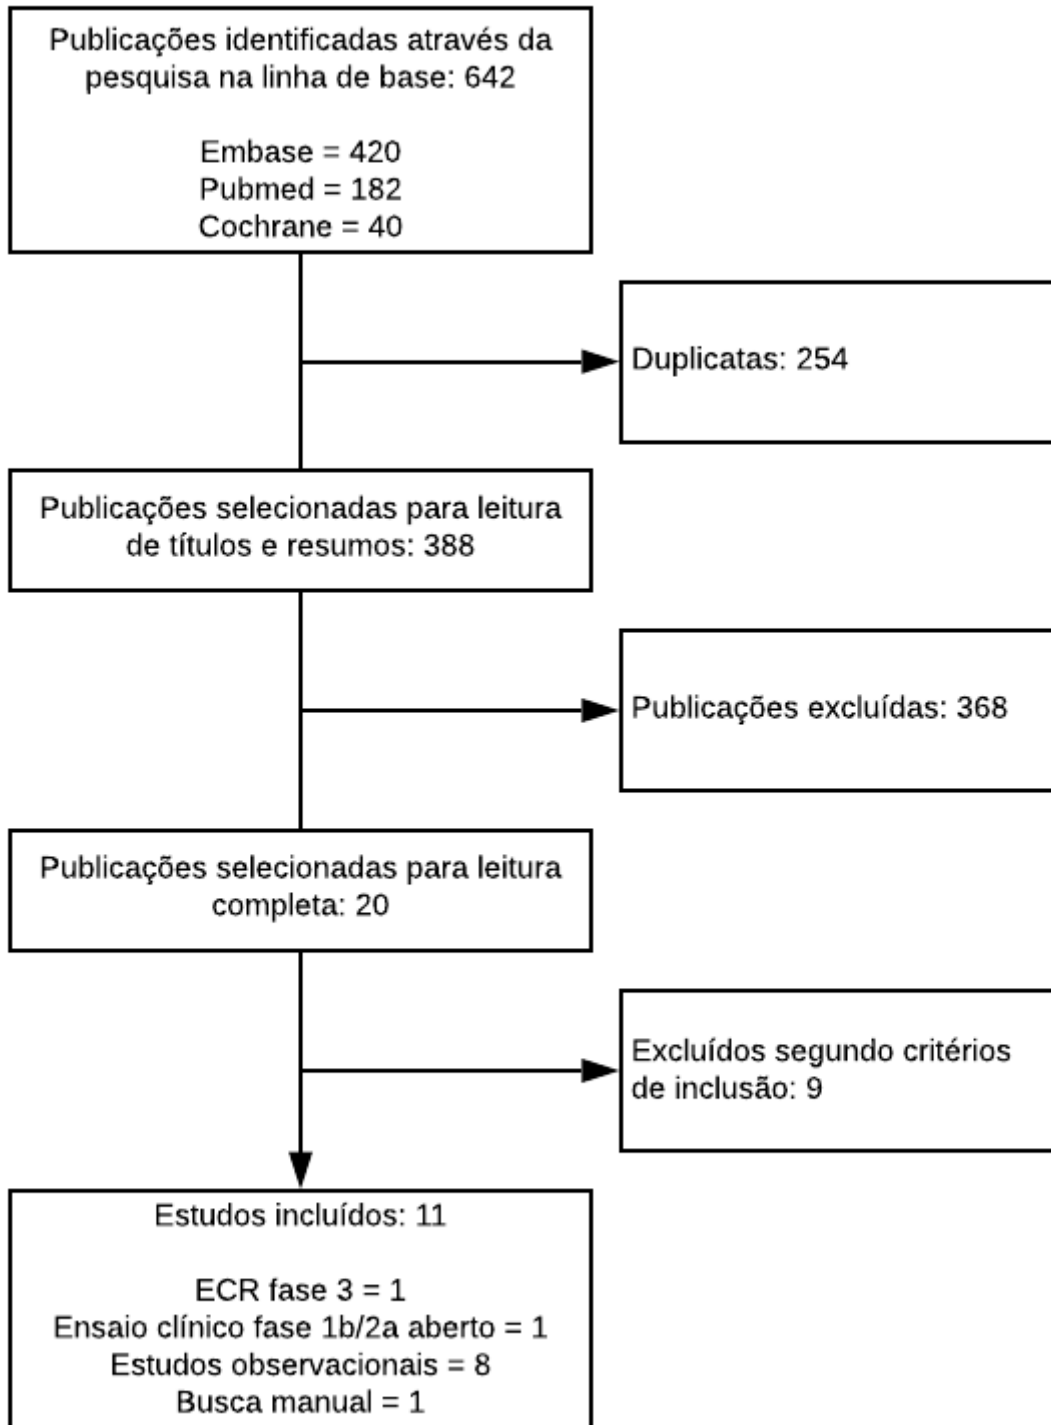 Publicações identificadas através da
pesquisa na linha de base: 642
Embase = 420
Pubmed = 182
Cochrane = 40
Duplicatas: 254
Publicações selecionadas para leitura
de títulos e resumos: 388
Publicações excluídas: 368
Publicações selecionadas para leitura
completa: 20
Excluídos segundo critérios
de inclusão: 9
Estudos incluídos: 11
ECR fase 3 = 1
Ensaio clínico fase 1b/2a aberto = 1
Estudos observacionais = 8
Busca manual = 1